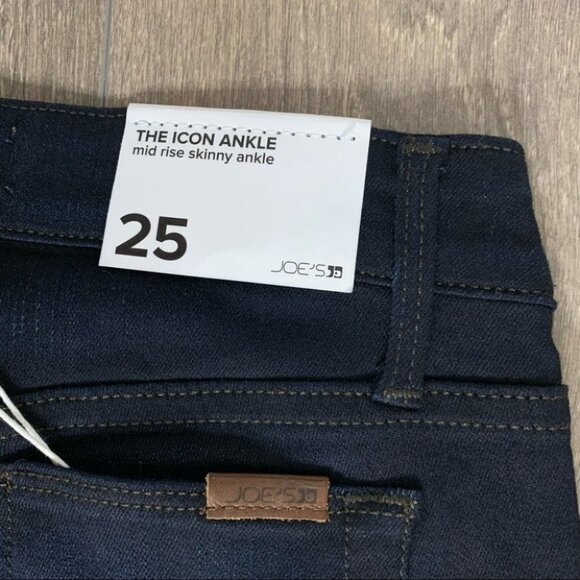 THE ICON ANKLE
mid rise skinny ankle
25
JOE'S
JOE'S